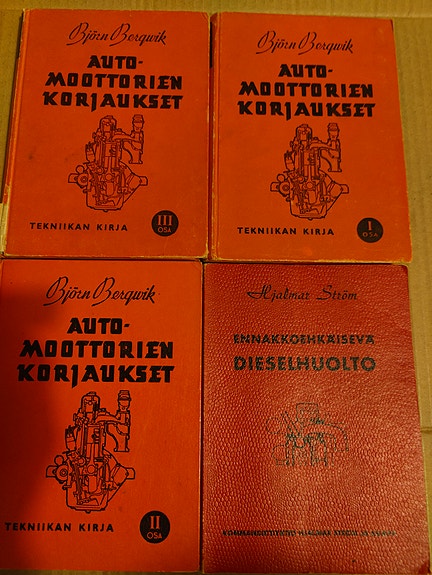 Björn Bergwik
AUTO-
MOOTTORIEN
KORJAUKSET
TEKNIIKAN KIRJA
III
OSA
Björn Bergwik
AUTO-
MOOTTORIEN
KORJAUKSET
TEKNIIKAN KIRJA
I
OSA
Björn Bergwik
AUTO-
MOOTTORIEN
KORJAUKSET
TEKNIIKAN KIRJA
II
OSA
Hjalmar Ström
ENNAKKOEHKÄISEVÄ
DIESELHUOLTO